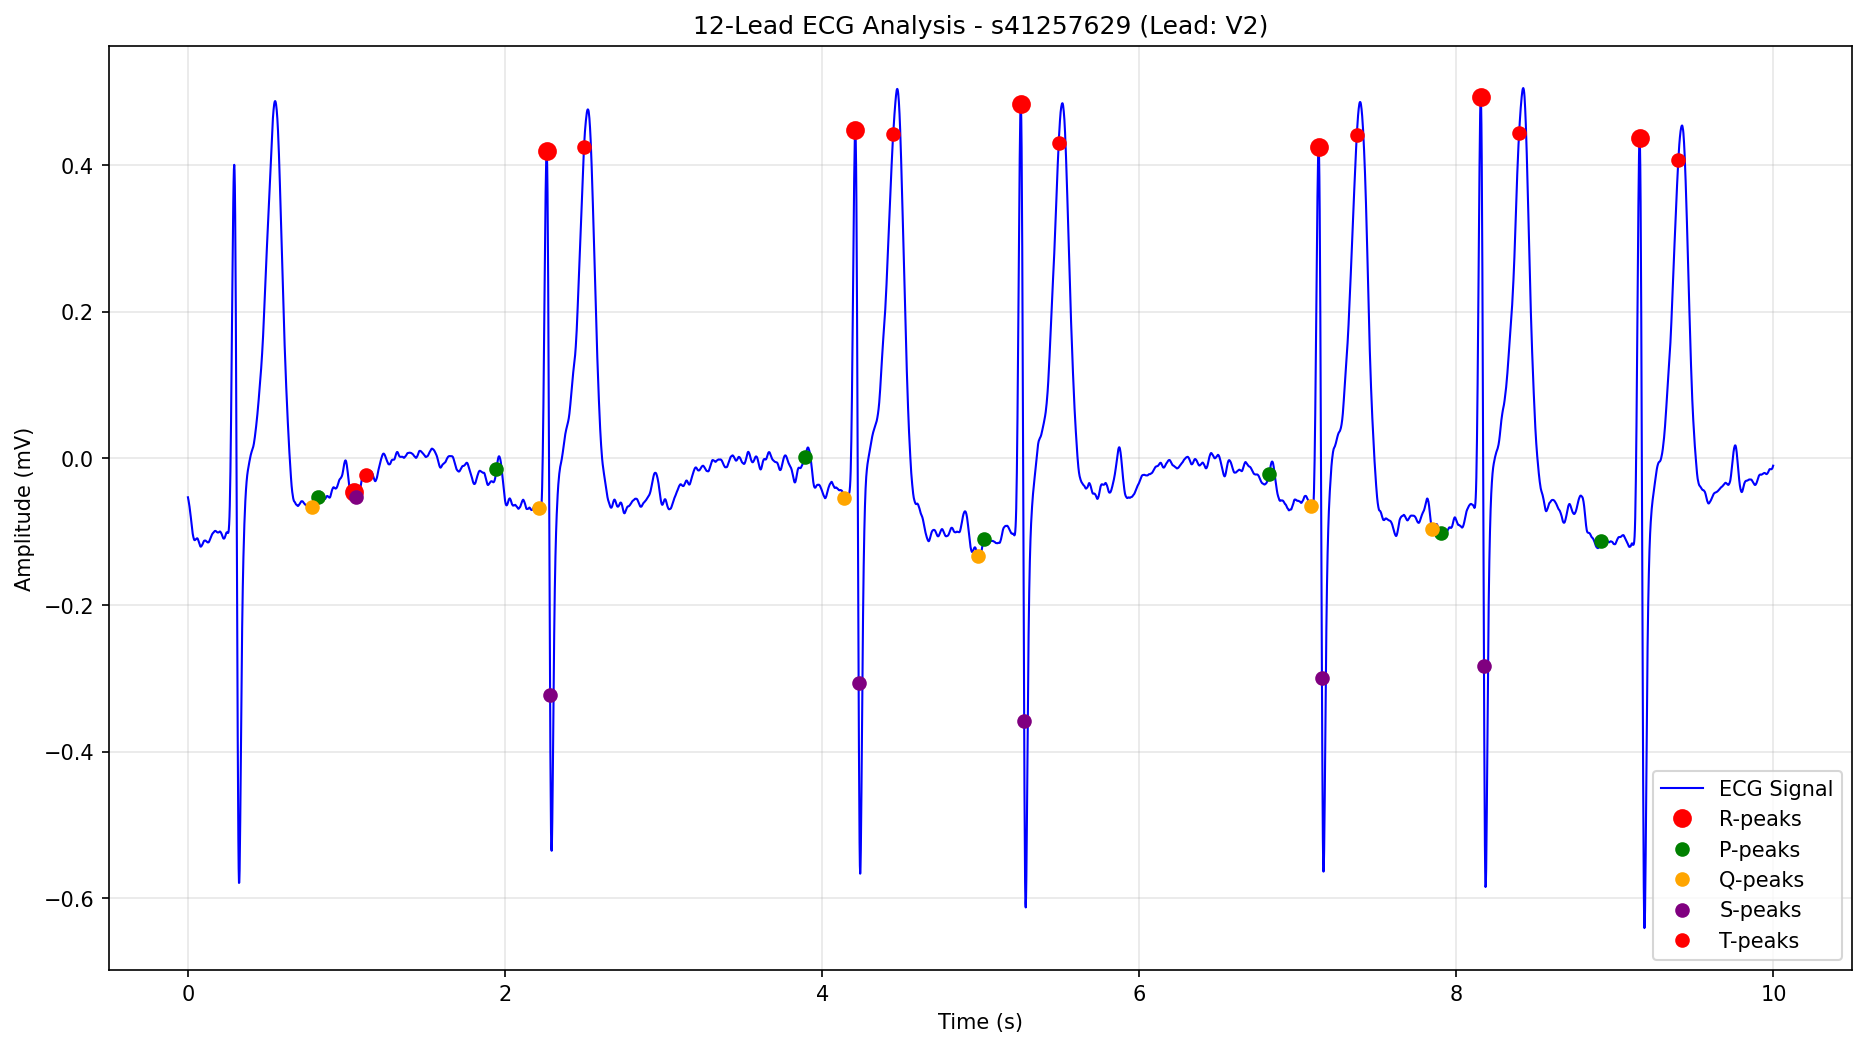 12-Lead ECG Analysis - s41257629 (Lead: V2)
Amplitude (mV)
0.4
0.2
0.0
−0.2
−0.4
−0.6
ECG Signal
R-peaks
P-peaks
Q-peaks
S-peaks
T-peaks
0 2 4 6 8 10
Time (s)